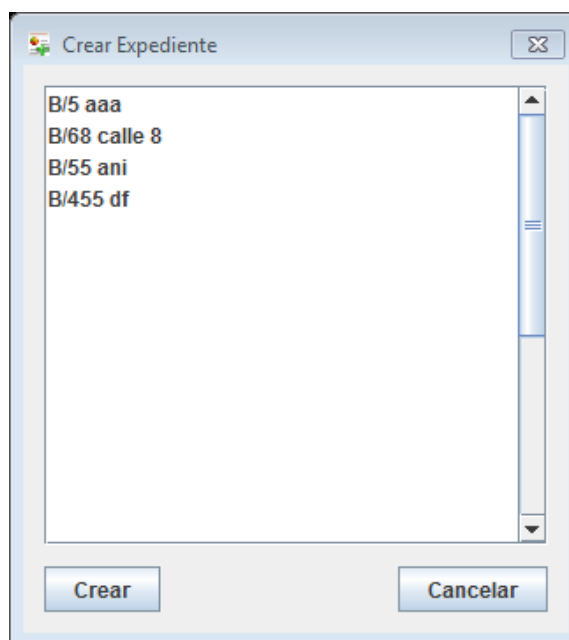 Crear Expediente
B/5 aaa
B/68 calle 8
B/55 ani
B/455 df
Crear
Cancelar